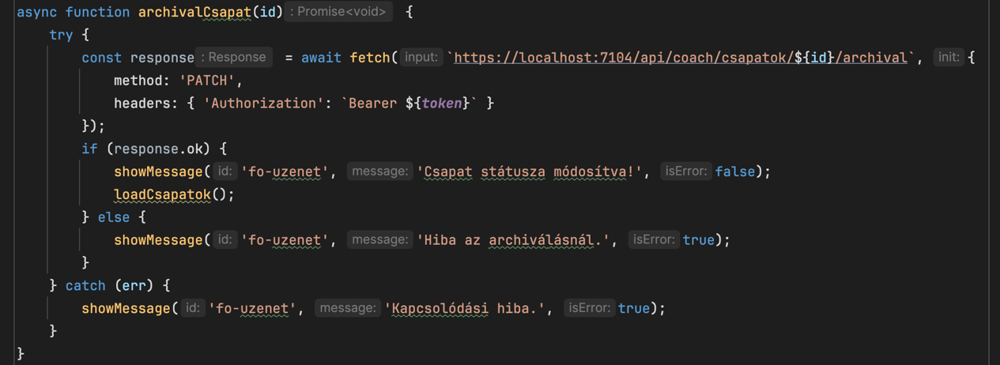 async function archivalCsapat(id) : Promise<void> {
try {
const response : Response = await fetch( input: `https://localhost:7104/api/coach/csapatok/${id}/archival`, init: {
method: 'PATCH',
headers: { 'Authorization': `Bearer ${token}` }
});
if (response.ok) {
showMessage( id: 'fo-uzenet', message: 'Csapat státusza módosítva!', isError: false);
loadCsapatok();
} else {
showMessage( id: 'fo-uzenet', message: 'Hiba az archiválásnál.', isError: true);
}
} catch (err) {
showMessage( id: 'fo-uzenet', message: 'Kapcsolódási hiba.', isError: true);
}
}